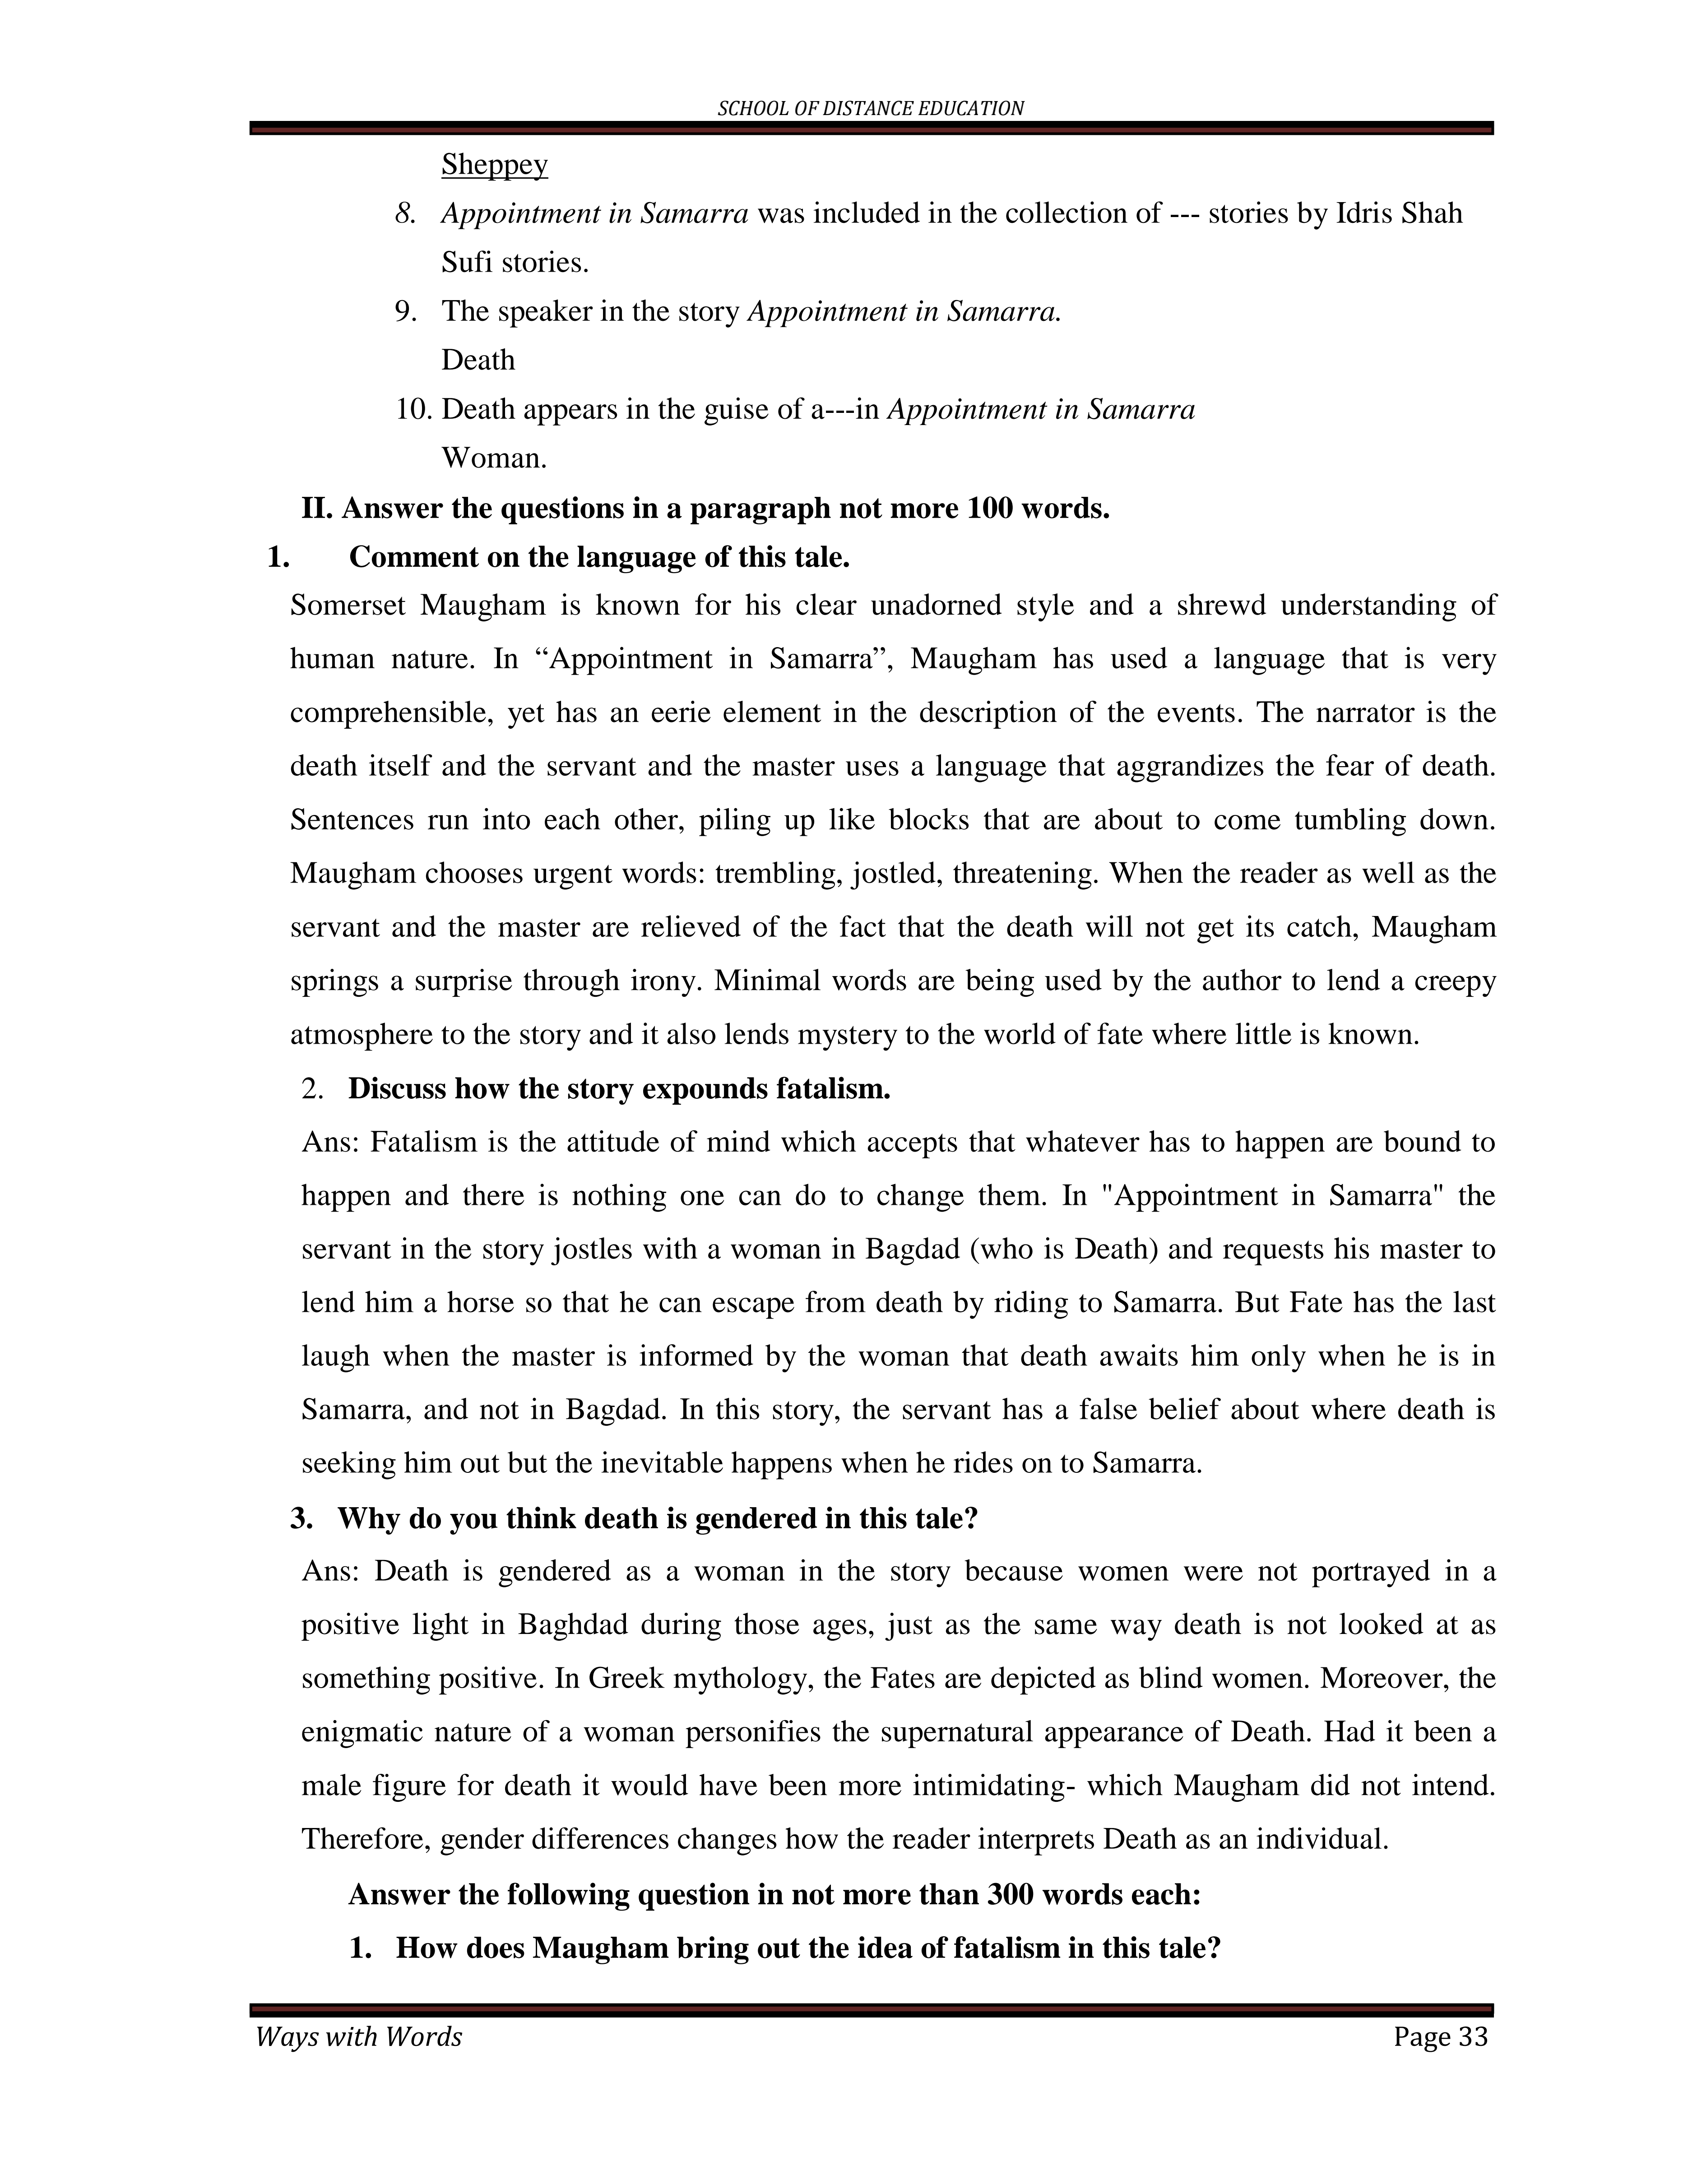 SCHOOL OF DISTANCE EDUCATION
Sheppey
8. Appointment in Samarra was included in the collection of --- stories by Idris Shah
Sufi stories.
9. The speaker in the story Appointment in Samarra.
Death
10. Death appears in the guise of a---in Appointment in Samarra
Woman.
II. Answer the questions in a paragraph not more 100 words.
1. Comment on the language of this tale.
Somerset Maugham is known for his clear unadorned style and a shrewd understanding of
human nature. In “Appointment in Samarra”, Maugham has used a language that is very
comprehensible, yet has an eerie element in the description of the events. The narrator is the
death itself and the servant and the master uses a language that aggrandizes the fear of death.
Sentences run into each other, piling up like blocks that are about to come tumbling down.
Maugham chooses urgent words: trembling, jostled, threatening. When the reader as well as the
servant and the master are relieved of the fact that the death will not get its catch, Maugham
springs a surprise through irony. Minimal words are being used by the author to lend a creepy
atmosphere to the story and it also lends mystery to the world of fate where little is known.
2. Discuss how the story expounds fatalism.
Ans: Fatalism is the attitude of mind which accepts that whatever has to happen are bound to
happen and there is nothing one can do to change them. In "Appointment in Samarra" the
servant in the story jostles with a woman in Bagdad (who is Death) and requests his master to
lend him a horse so that he can escape from death by riding to Samarra. But Fate has the last
laugh when the master is informed by the woman that death awaits him only when he is in
Samarra, and not in Bagdad. In this story, the servant has a false belief about where death is
seeking him out but the inevitable happens when he rides on to Samarra.
3. Why do you think death is gendered in this tale?
Ans: Death is gendered as a woman in the story because women were not portrayed in a
positive light in Baghdad during those ages, just as the same way death is not looked at as
something positive. In Greek mythology, the Fates are depicted as blind women. Moreover, the
enigmatic nature of a woman personifies the supernatural appearance of Death. Had it been a
male figure for death it would have been more intimidating- which Maugham did not intend.
Therefore, gender differences changes how the reader interprets Death as an individual.
Answer the following question in not more than 300 words each:
1. How does Maugham bring out the idea of fatalism in this tale?
Ways with Words Page 33